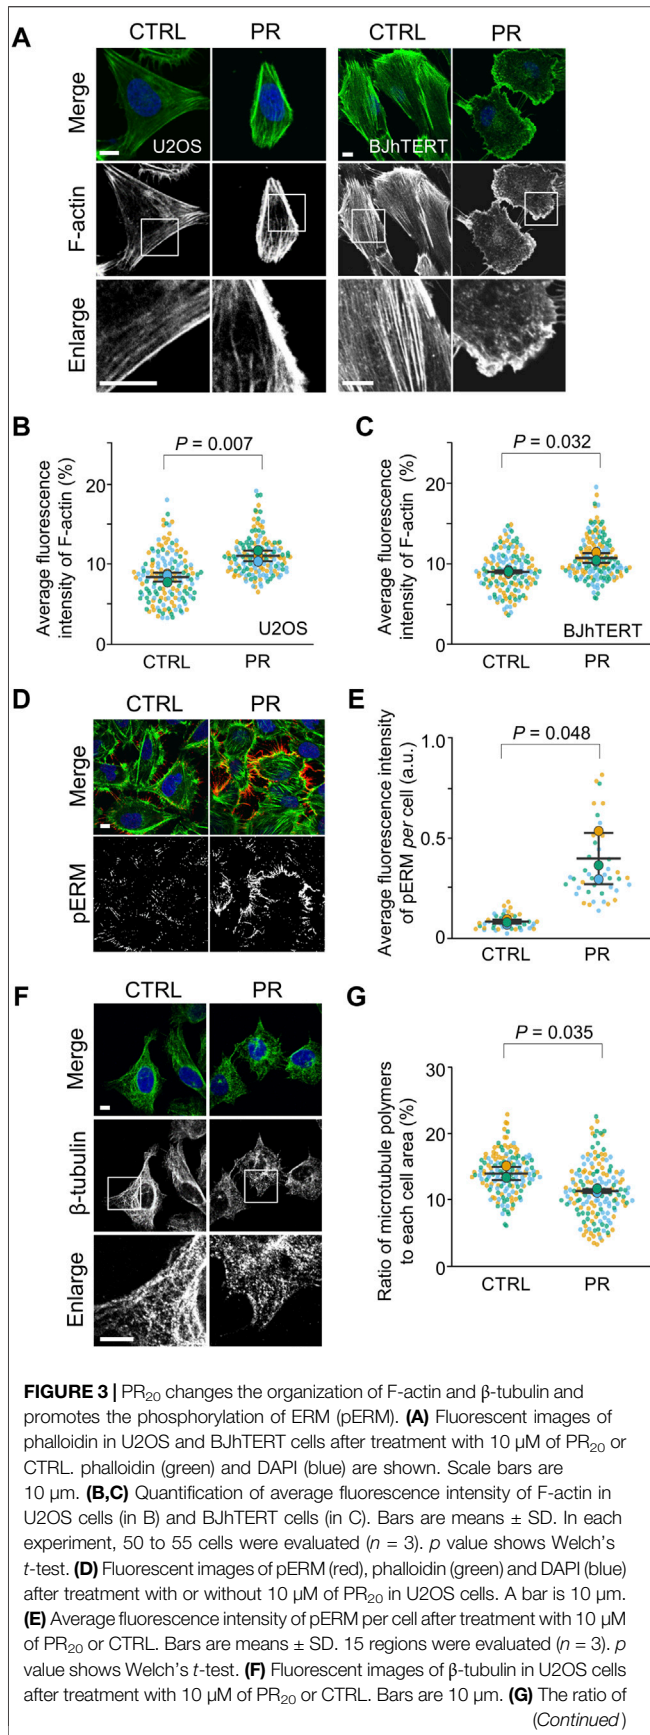 A
CTRL
PR
CTRL
PR
Merge
U2OS
BJhTERT
F-actin
Enlarge
B
C
Average fluorescence
intensity of F-actin (%)
P = 0.007
20
10
0
U2OS
CTRL
PR
Average fluorescence
intensity of F-actin (%)
P = 0.032
20
10
0
BJhTERT
CTRL
PR
D
CTRL
PR
Merge
pERM
E
Average fluorescence intensity
of pERM per cell (a.u.)
P = 0.048
1.0
0.5
0
CTRL
PR
F
CTRL
PR
Merge
β-tubulin
Enlarge
G
Ratio of microtubule polymers
to each cell area (%)
P = 0.035
30
20
10
0
CTRL
PR
FIGURE 3 | PR₂₀ changes the organization of F-actin and β-tubulin and
promotes the phosphorylation of ERM (pERM). (A) Fluorescent images of
phalloidin in U2OS and BJhTERT cells after treatment with 10 µM of PR₂₀ or
CTRL. phalloidin (green) and DAPI (blue) are shown. Scale bars are
10 µm. (B,C) Quantification of average fluorescence intensity of F-actin in
U2OS cells (in B) and BJhTERT cells (in C). Bars are means ± SD. In each
experiment, 50 to 55 cells were evaluated (n = 3). p value shows Welch's
t-test. (D) Fluorescent images of pERM (red), phalloidin (green) and DAPI (blue)
after treatment with or without 10 µM of PR₂₀ in U2OS cells. A bar is 10 µm.
(E) Average fluorescence intensity of pERM per cell after treatment with 10 µM
of PR₂₀ or CTRL. Bars are means ± SD. 15 regions were evaluated (n = 3). p
value shows Welch's t-test. (F) Fluorescent images of β-tubulin in U2OS cells
after treatment with 10 µM of PR₂₀ or CTRL. Bars are 10 µm. (G) The ratio of
(Continued)